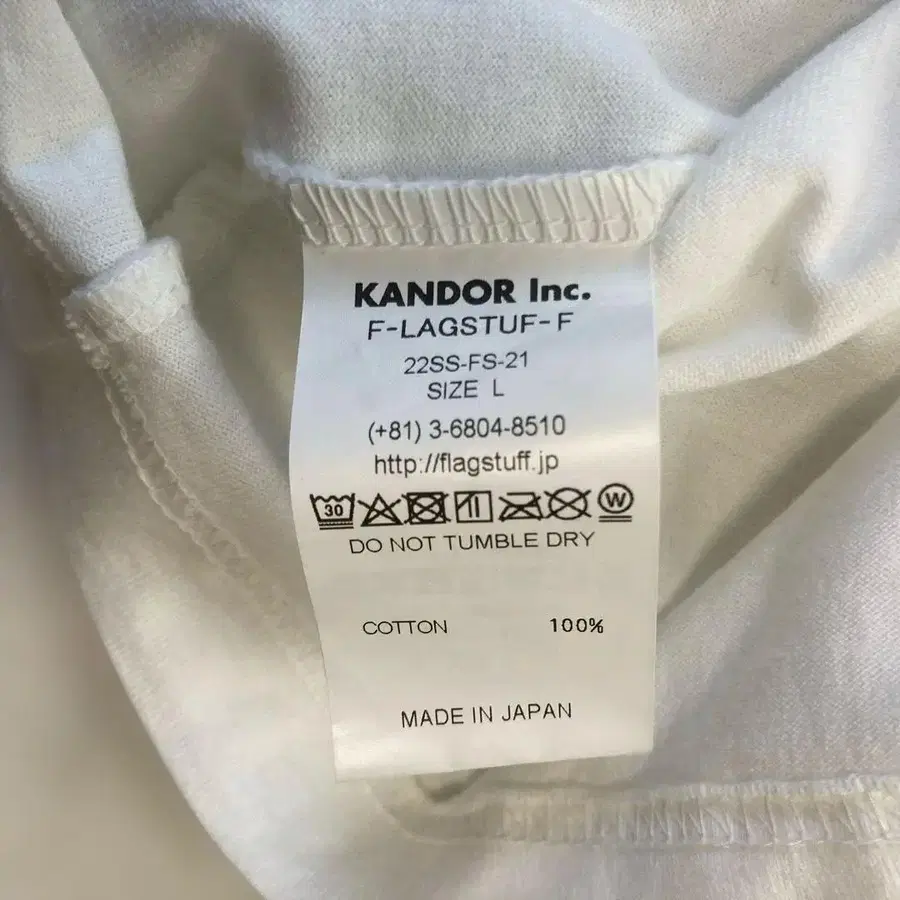 KANDOR Inc.
F-LAGSTUF-F
22SS-FS-21
SIZE L
(+81) 3-6804-8510
http://flagstuff.jp
30 W
DO NOT TUMBLE DRY
COTTON 100%
MADE IN JAPAN